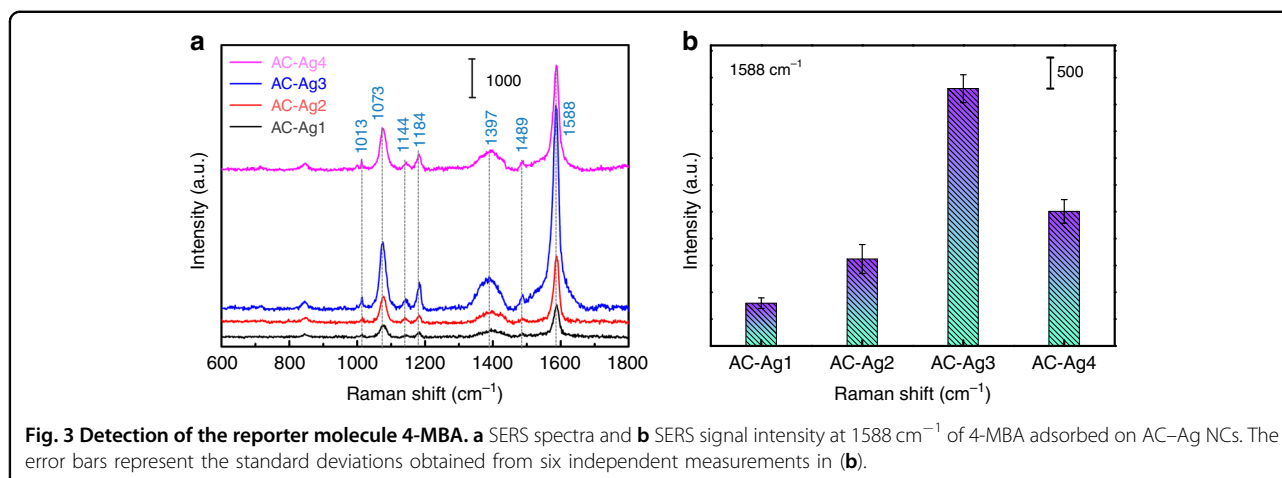 a
AC-Ag4
AC-Ag3
AC-Ag2
AC-Ag1
1000
1013
1073
1144
1184
1397
1489
1588
Intensity (a.u.)
600 800 1000 1200 1400 1600 1800
Raman shift (cm⁻¹)
b
1588 cm⁻¹
500
Intensity (a.u.)
AC-Ag1 AC-Ag2 AC-Ag3 AC-Ag4
Raman shift (cm⁻¹)
Fig. 3 Detection of the reporter molecule 4-MBA. a SERS spectra and b SERS signal intensity at 1588 cm⁻¹ of 4-MBA adsorbed on AC–Ag NCs. The
error bars represent the standard deviations obtained from six independent measurements in (b).